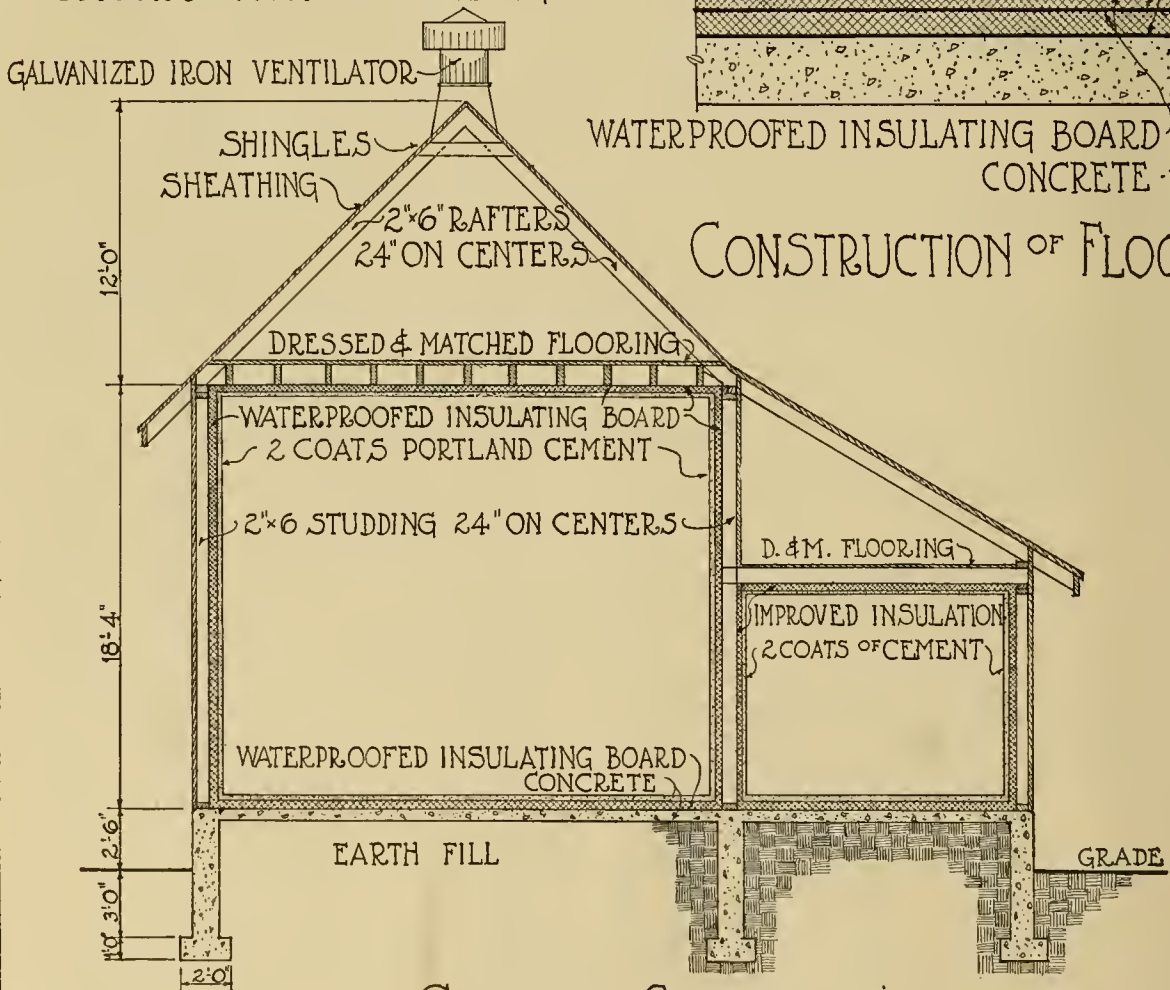 GALVANIZED IRON VENTILATOR
SHINGLES
SHEATHING
2"×6" RAFTERS
24" ON CENTERS
WATERPROOFED INSULATING BOARD
CONCRETE
CONSTRUCTION OF
12'-0"
DRESSED & MATCHED FLOORING
WATERPROOFED INSULATING BOARD
2 COATS PORTLAND CEMENT
2"×6 STUDDING 24" ON CENTERS
D. & M. FLOORING
IMPROVED INSULATION
2 COATS OF CEMENT
18'-4"
WATERPROOFED INSULATING BOARD
CONCRETE
2'-6"
EARTH FILL
GRADE
3'-0"
1'-0"
2'-0"